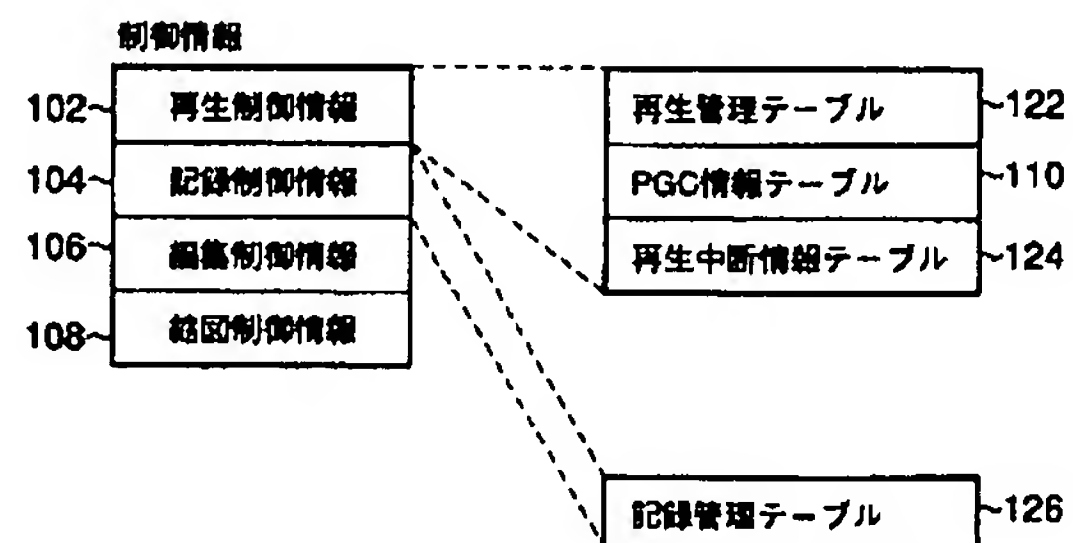 制御情報
102 再生制御情報
104 記録制御情報
106 編集制御情報
108 縮図制御情報
再生管理テーブル 122
PGC情報テーブル 110
再生中断情報テーブル 124
記録管理テーブル 126